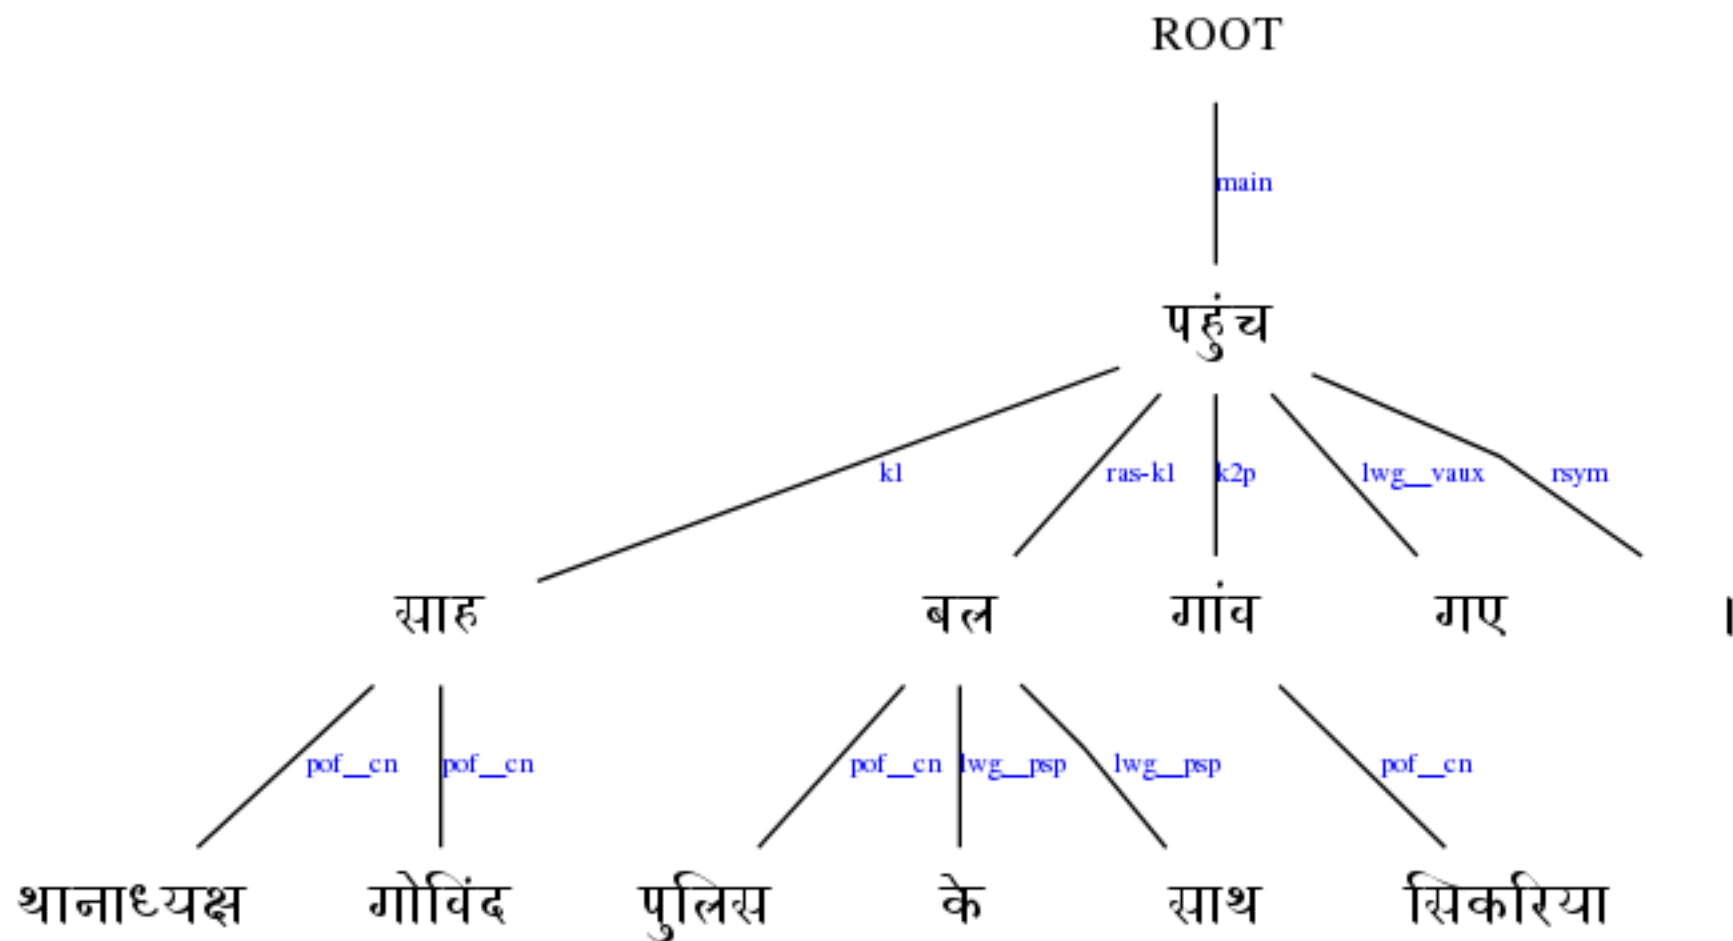 ROOT
main
पहुंच
k1 ras-k1 k2p lwg__vaux rsym
साह बल गांव गए ।
pof__cn pof__cn pof__cn lwg__psp lwg__psp pof__cn
थानाध्यक्ष गोविंद पुलिस के साथ सिकरिया